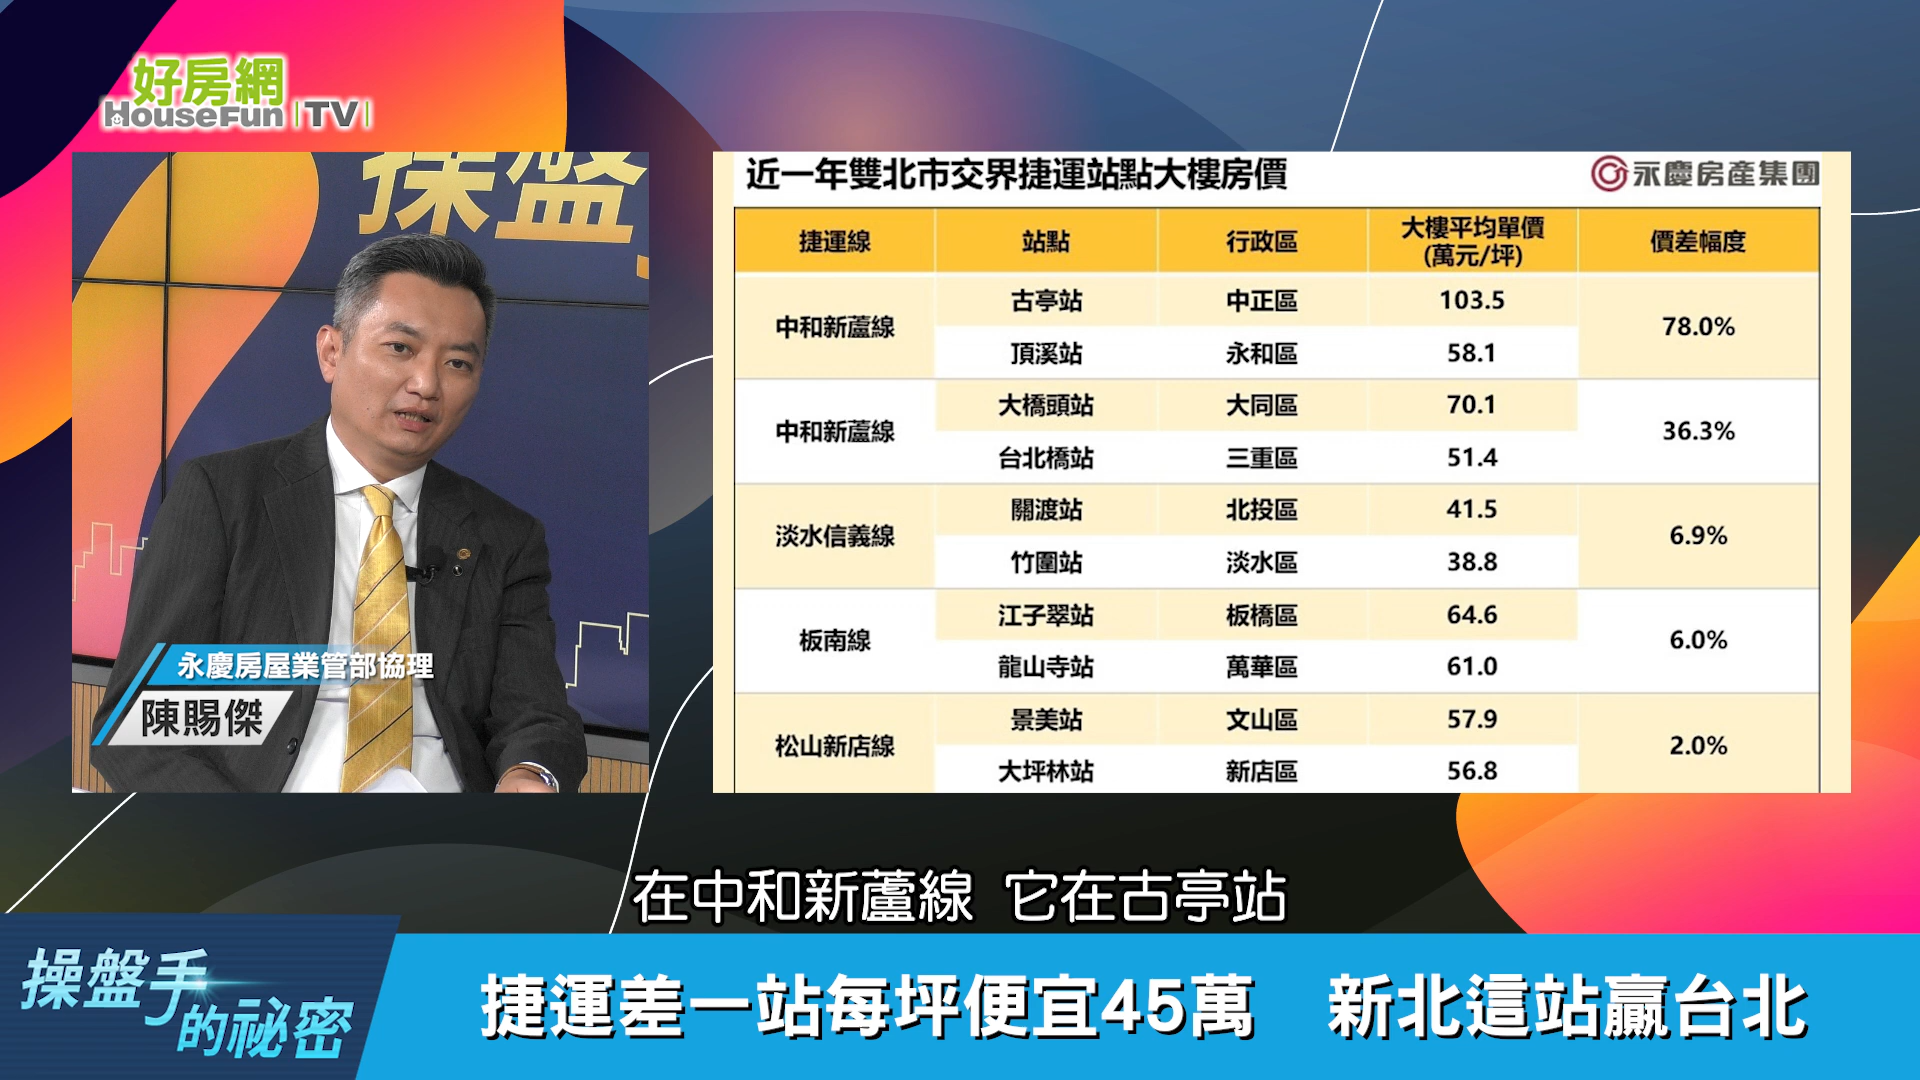 好房網
HouseFun TV
操盤
永慶房屋業管部協理
陳賜傑
近一年雙北市交界捷運站點大樓房價
永慶房產集團
捷運線 站點 行政區 大樓平均單價(萬元/坪) 價差幅度
中和新蘆線 古亭站 中正區 103.5 78.0%
頂溪站 永和區 58.1
中和新蘆線 大橋頭站 大同區 70.1 36.3%
台北橋站 三重區 51.4
淡水信義線 關渡站 北投區 41.5 6.9%
竹圍站 淡水區 38.8
板南線 江子翠站 板橋區 64.6 6.0%
龍山寺站 萬華區 61.0
松山新店線 景美站 文山區 57.9 2.0%
大坪林站 新店區 56.8
在中和新蘆線 它在古亭站
操盤手的祕密
捷運差一站每坪便宜45萬 新北這站贏台北